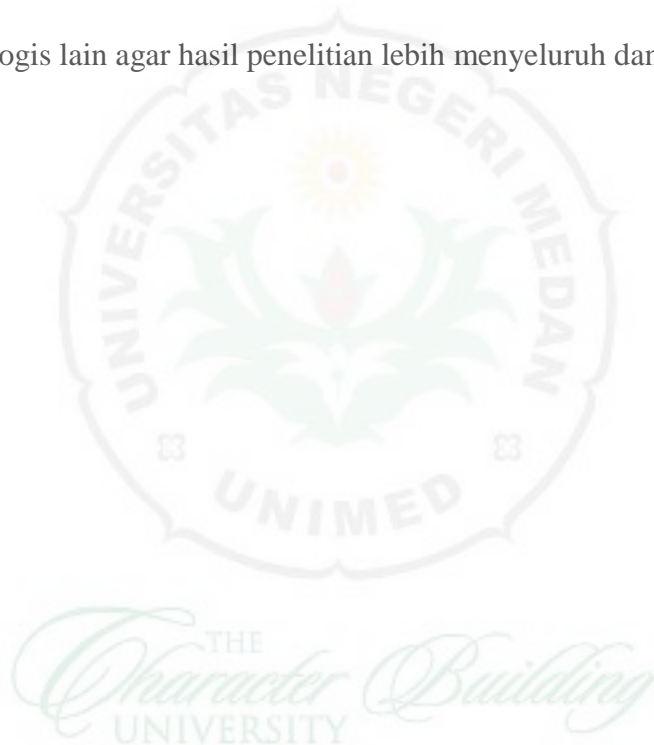 ogis lain agar hasil penelitian lebih menyeluruh dan
UNIVERSITAS NEGERI MEDAN
UNIMED
THE
Character Building
UNIVERSITY